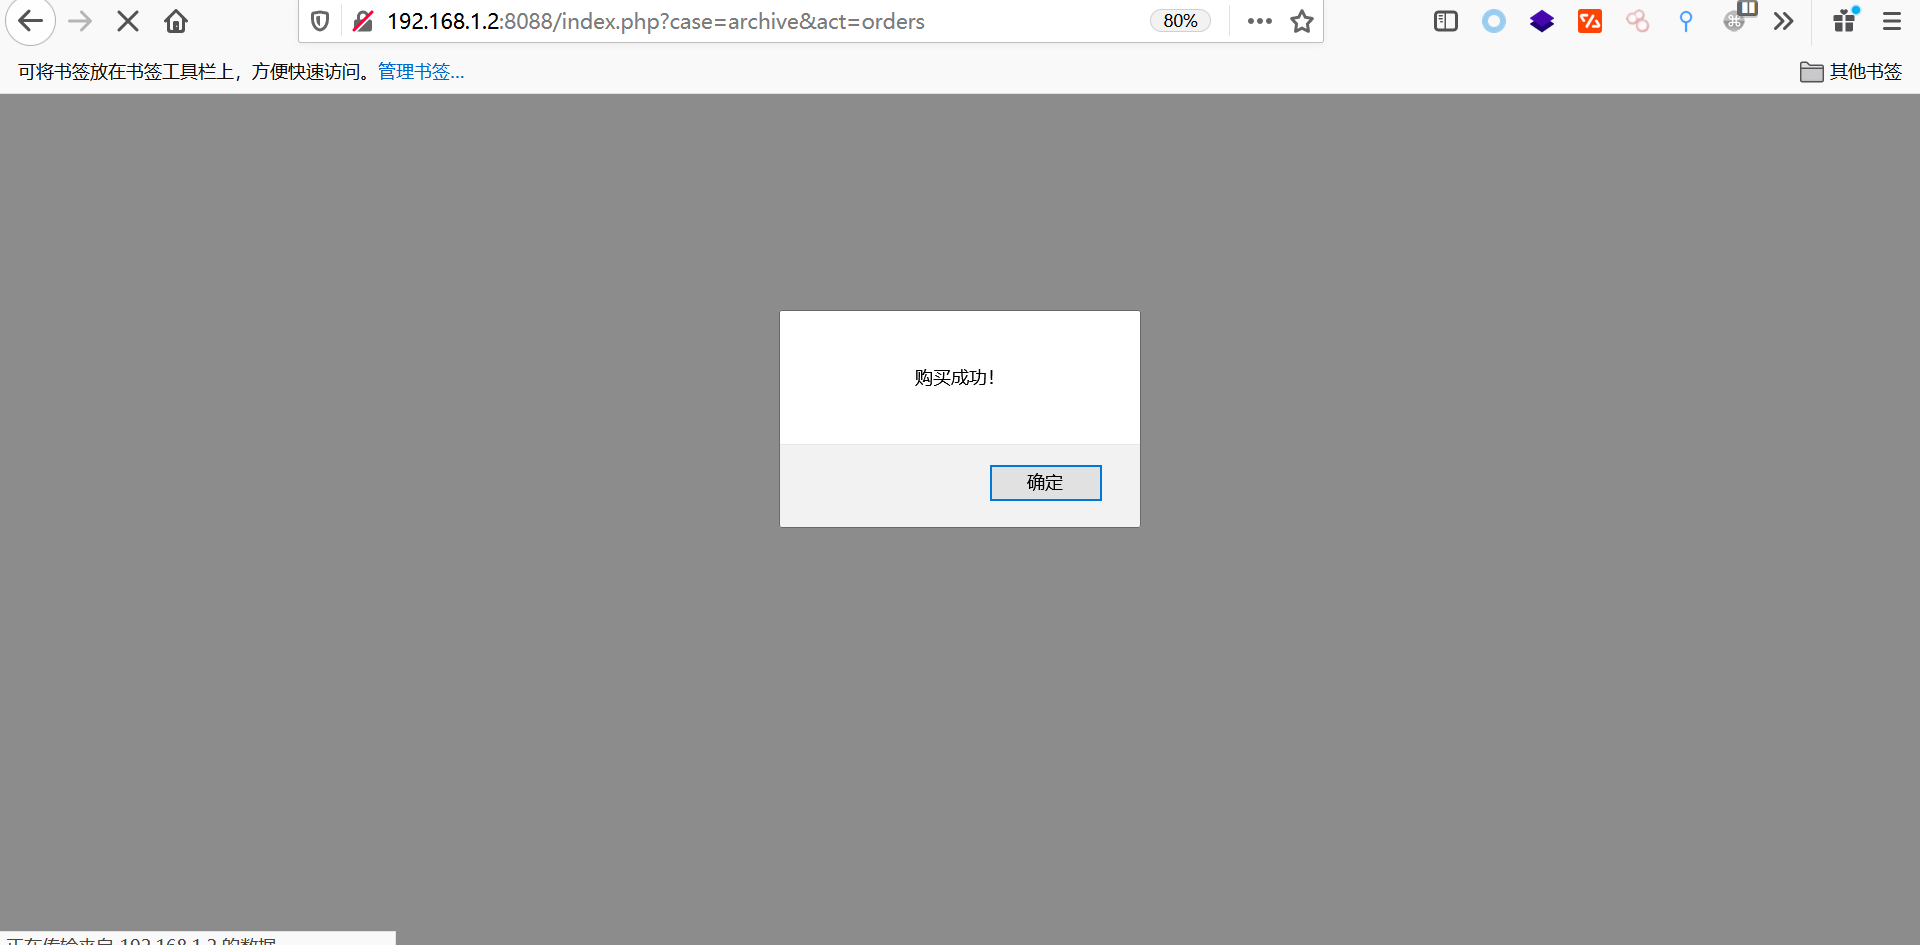 192.168.1.2:8088/index.php?case=archive&act=orders
80%
可将书签放在书签工具栏上，方便快速访问。管理书签...
其他书签
购买成功！
确定
正在传输来自 192.168.1.2 的数据